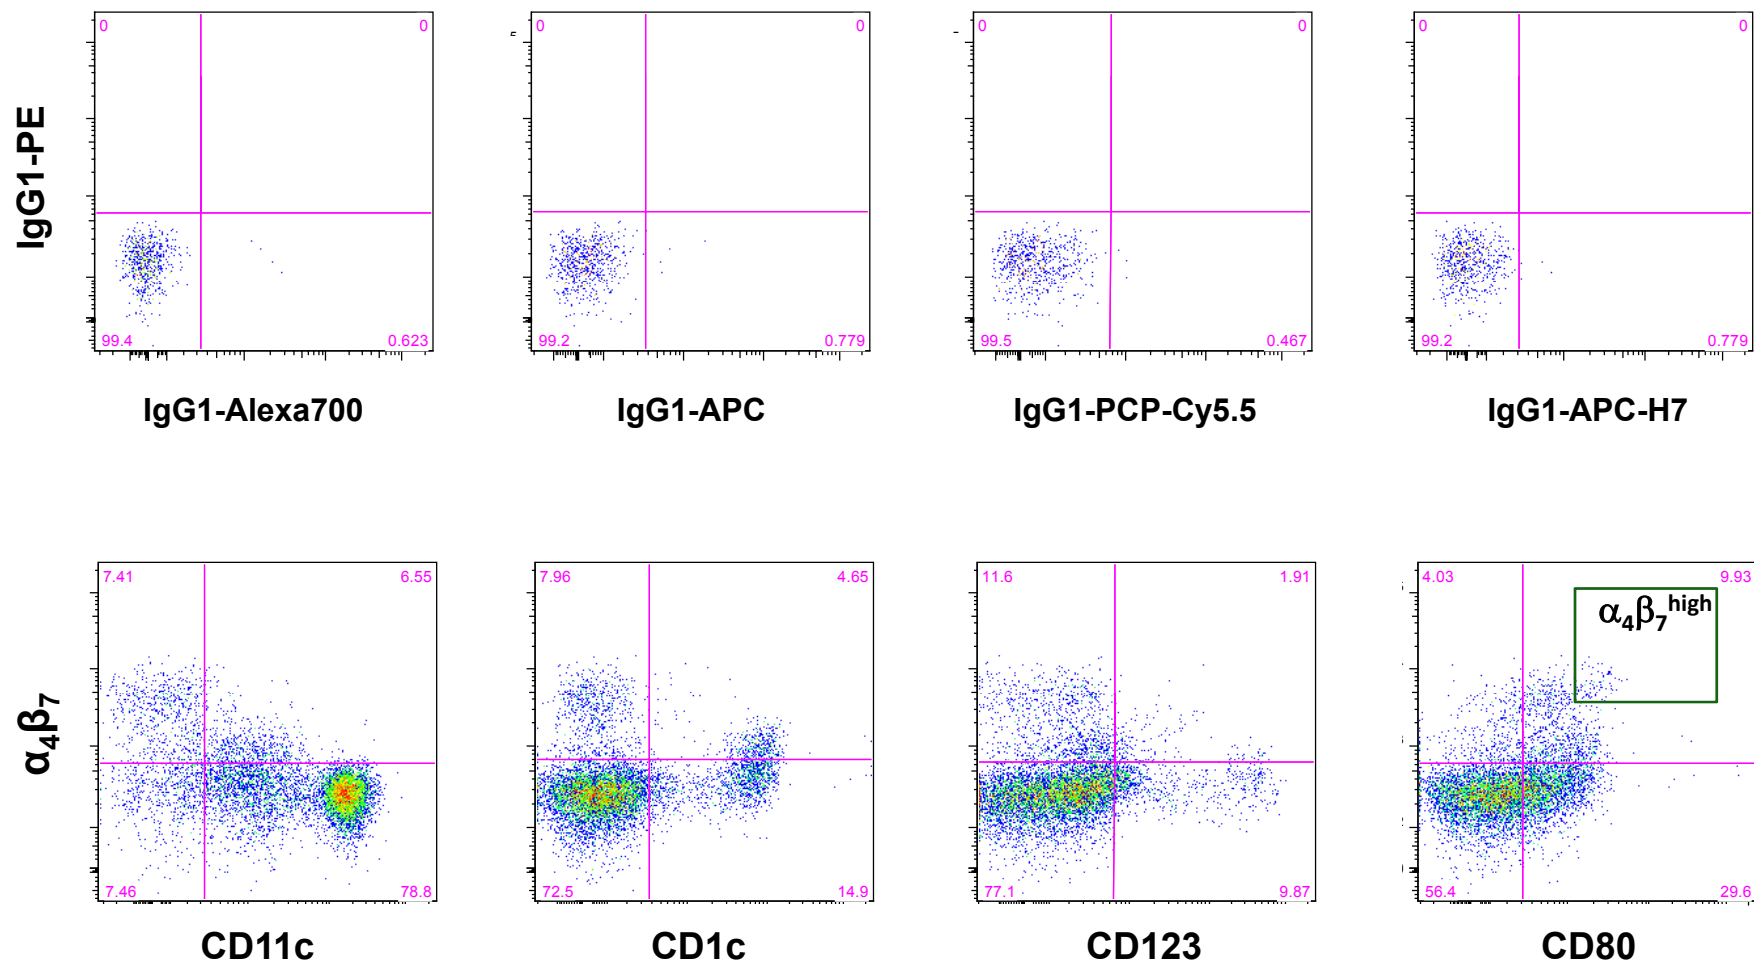 0 0 0 0 0 0 0 0
IgG1-PE
99.4 0.623 99.2 0.779 99.5 0.467 99.2 0.779
IgG1-Alexa700 IgG1-APC IgG1-PCP-Cy5.5 IgG1-APC-H7
7.41 6.55 7.96 4.65 11.6 1.91 4.03 9.93
α4β7high
α4β7
7.46 78.8 72.5 14.9 77.1 9.87 56.4 29.6
CD11c CD1c CD123 CD80